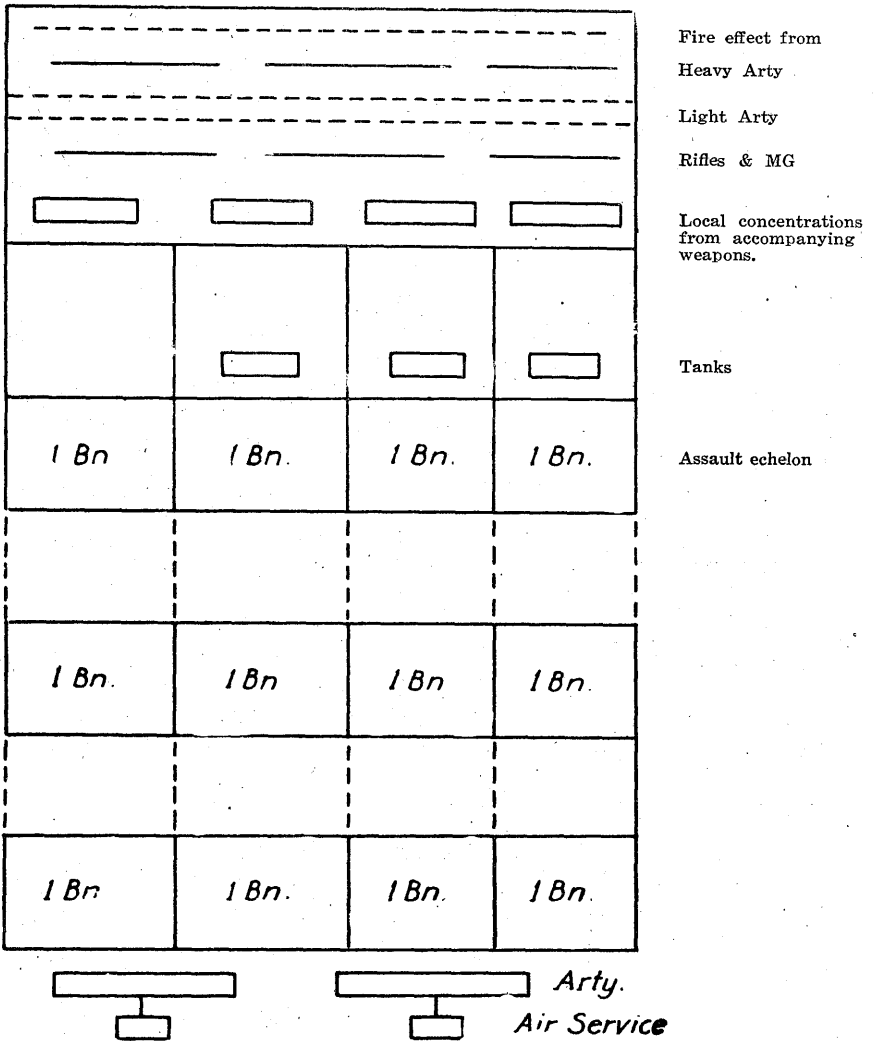 Fire effect from
Heavy Arty
Light Arty
Rifles & MG
Local concentrations
from accompanying
weapons.
Tanks
1 Bn 1 Bn. 1 Bn. 1 Bn. Assault echelon
1 Bn. 1 Bn 1 Bn 1 Bn.
1 Bn 1 Bn. 1 Bn. 1 Bn.
Arty.
Air Service